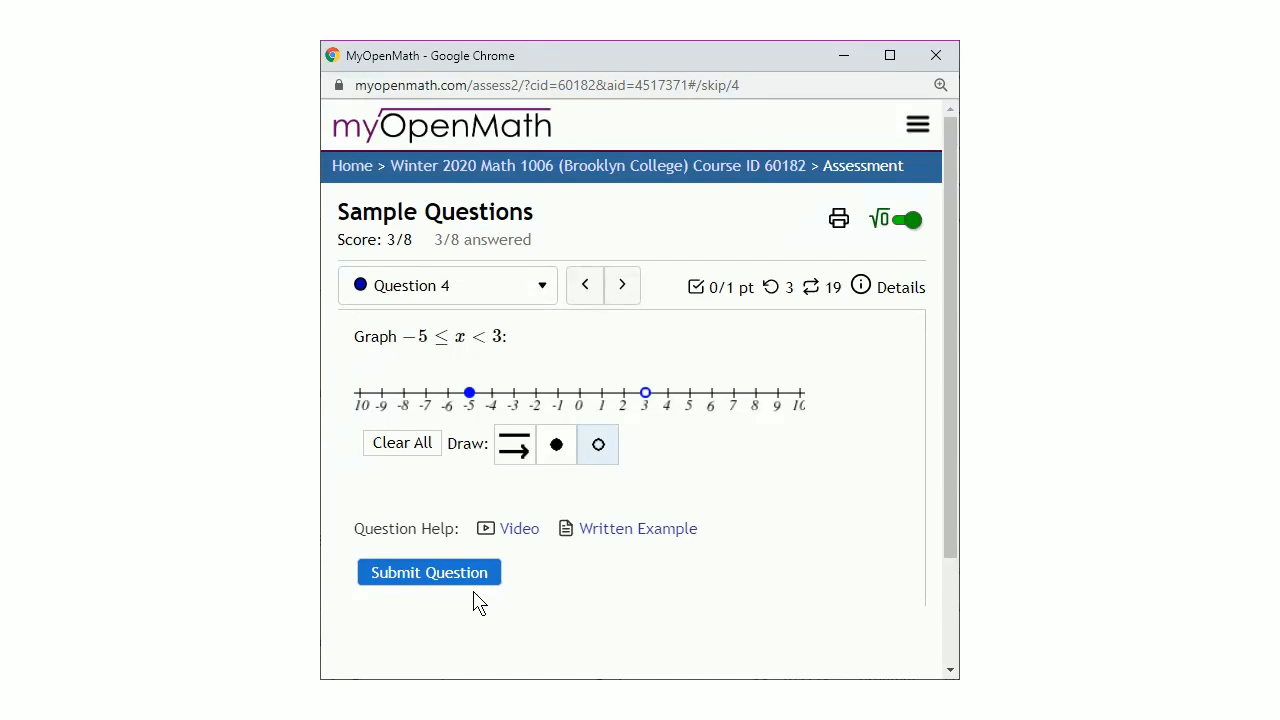 MyOpenMath - Google Chrome
myopenmath.com/assess2/?cid=60182&aid=4517371#/skip/4
myOpenMath
Home > Winter 2020 Math 1006 (Brooklyn College) Course ID 60182 > Assessment
Sample Questions
√0
Score: 3/8 3/8 answered
Question 4 < > 0/1 pt 3 19 Details
Graph −5 ≤ x < 3:
10 -9 -8 -7 -6 -5 -4 -3 -2 -1 0 1 2 3 4 5 6 7 8 9 10
Clear All Draw:
Question Help: Video Written Example
Submit Question